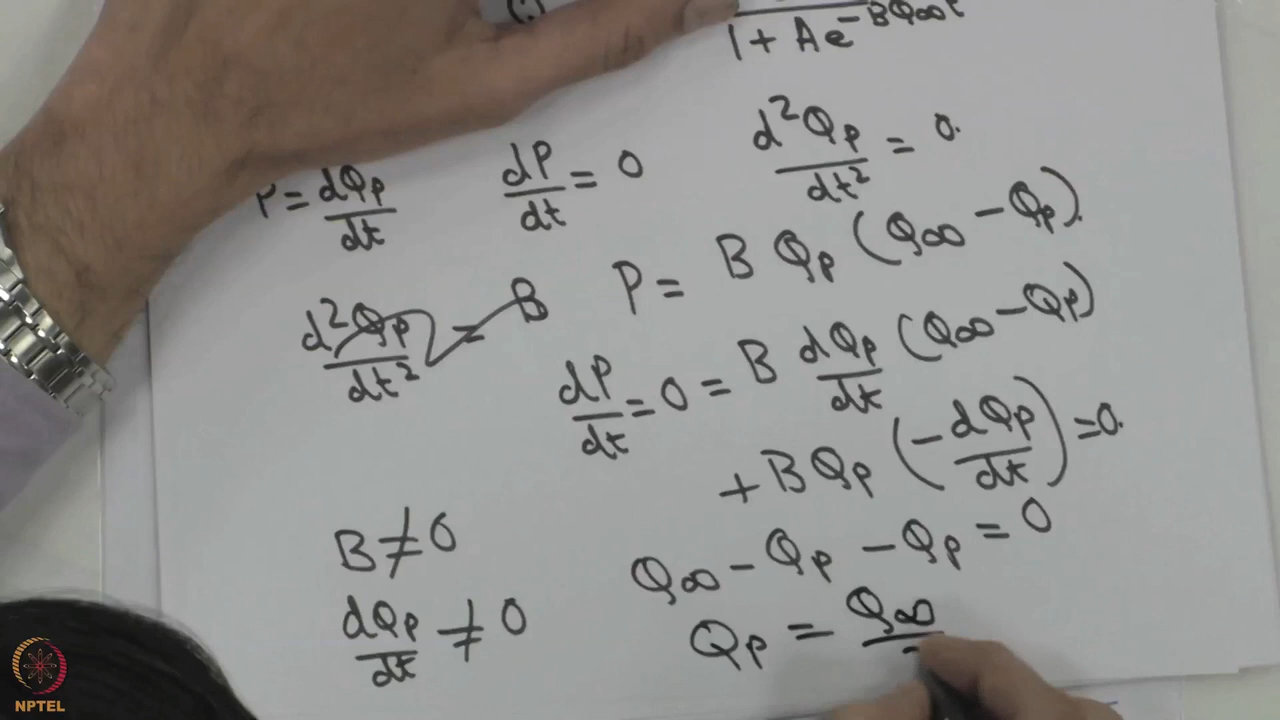 1 + Ae^-BQ∞t
P = dQp/dt    dP/dt = 0    d²Qp/dt² = 0.
P = B Qp (Q∞ - Qp).
d²Qp/dt² = B
dP/dt = 0 = B dQp/dt (Q∞ - Qp)
+ B Qp (- dQp/dt) = 0.
B ≠ 0    Q∞ - Qp - Qp = 0
dQp/dt ≠ 0    Qp = Q∞
NPTEL